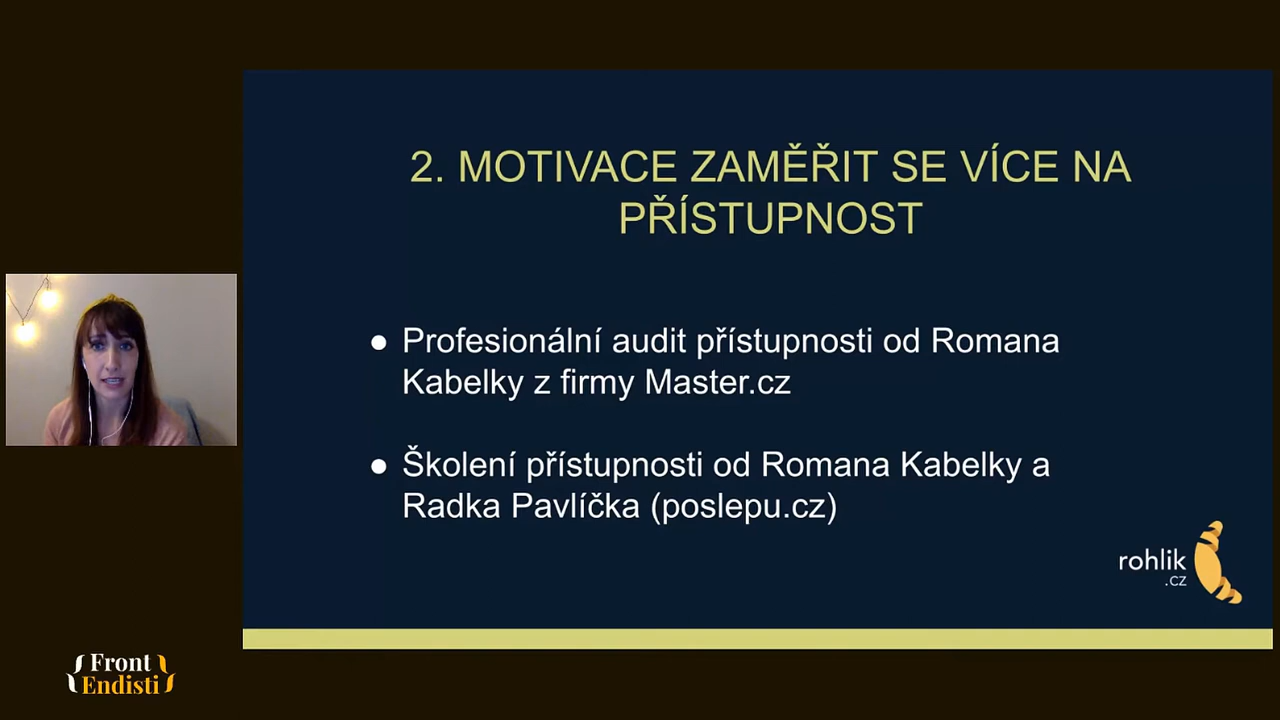 2. MOTIVACE ZAMĚŘIT SE VÍCE NA
PŘÍSTUPNOST
● Profesionální audit přístupnosti od Romana
Kabelky z firmy Master.cz
● Školení přístupnosti od Romana Kabelky a
Radka Pavlíčka (poslepu.cz)
rohlik
.cz
{Front}
{Endisti}